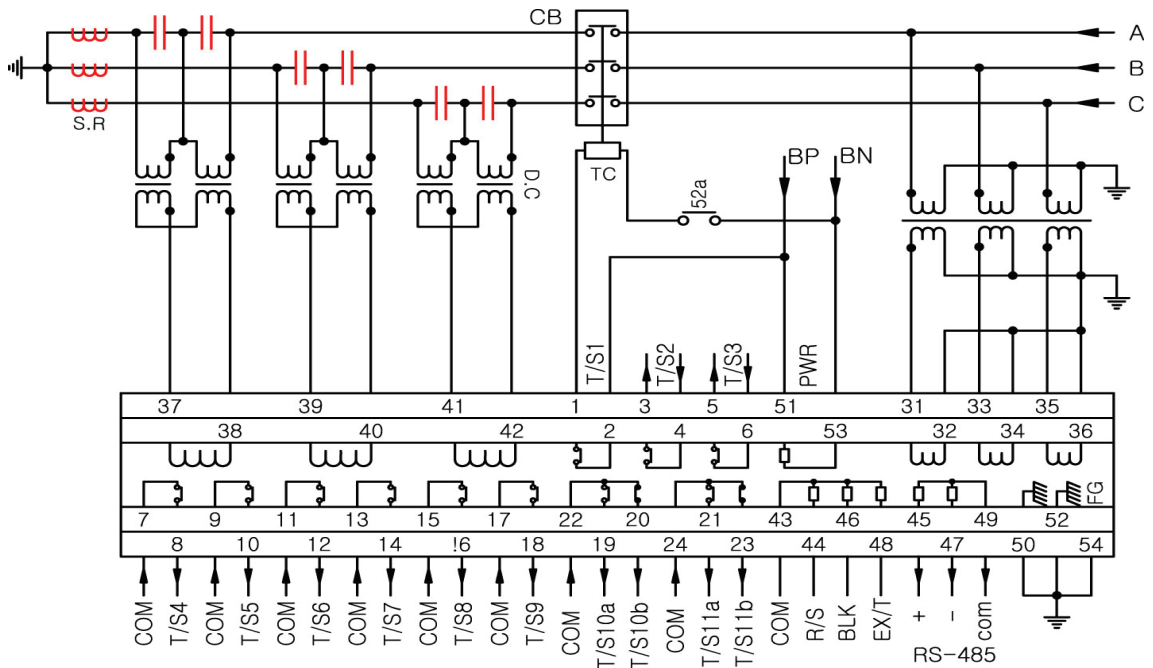 CB
A
B
C
S.R
TC
BP BN
D.C
52a
T/S1 T/S2 T/S3 PWR
37 39 41 1 3 5 51 31 33 35
38 40 42 2 4 6 53 32 34 36
FG
7 9 11 13 15 17 22 20 21 43 46 45 49 52
8 10 12 14 !6 18 19 24 23 44 48 47 50 54
COM T/S4 COM T/S5 COM T/S6 COM T/S7 COM T/S8 COM T/S9 COM T/S10a T/S10b COM T/S11a T/S11b COM R/S BLK EX/T + - com
RS-485